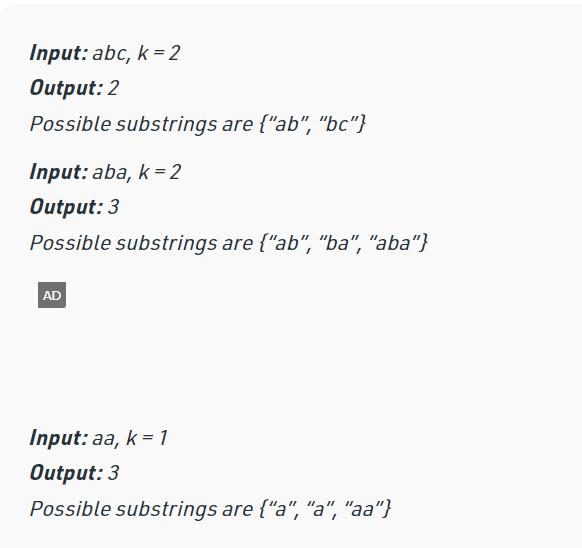 Input: abc, k = 2
Output: 2
Possible substrings are {“ab”, “bc”}
Input: aba, k = 2
Output: 3
Possible substrings are {“ab”, “ba”, “aba”}
AD
Input: aa, k = 1
Output: 3
Possible substrings are {“a”, “a”, “aa”}